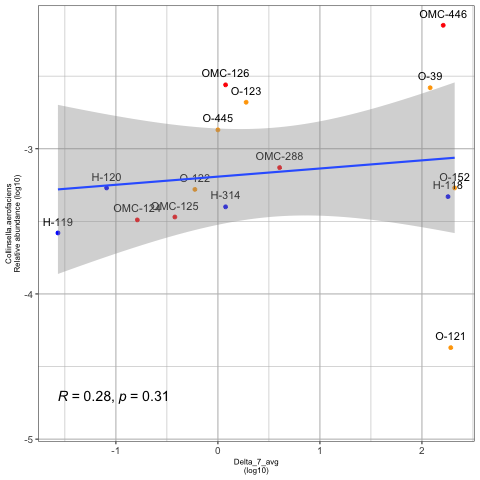 OMC-446
OMC-126
O-39
O-123
O-445
OMC-288
H-120
O-122
O-152
H-118
H-314
OMC-124
OMC-125
H-119
O-121
R = 0.28, p = 0.31
-3
-4
-5
-1
0
1
2
Collinsella.aerofaciens
Relative abundance (log10)
Delta_7_avg
(log10)